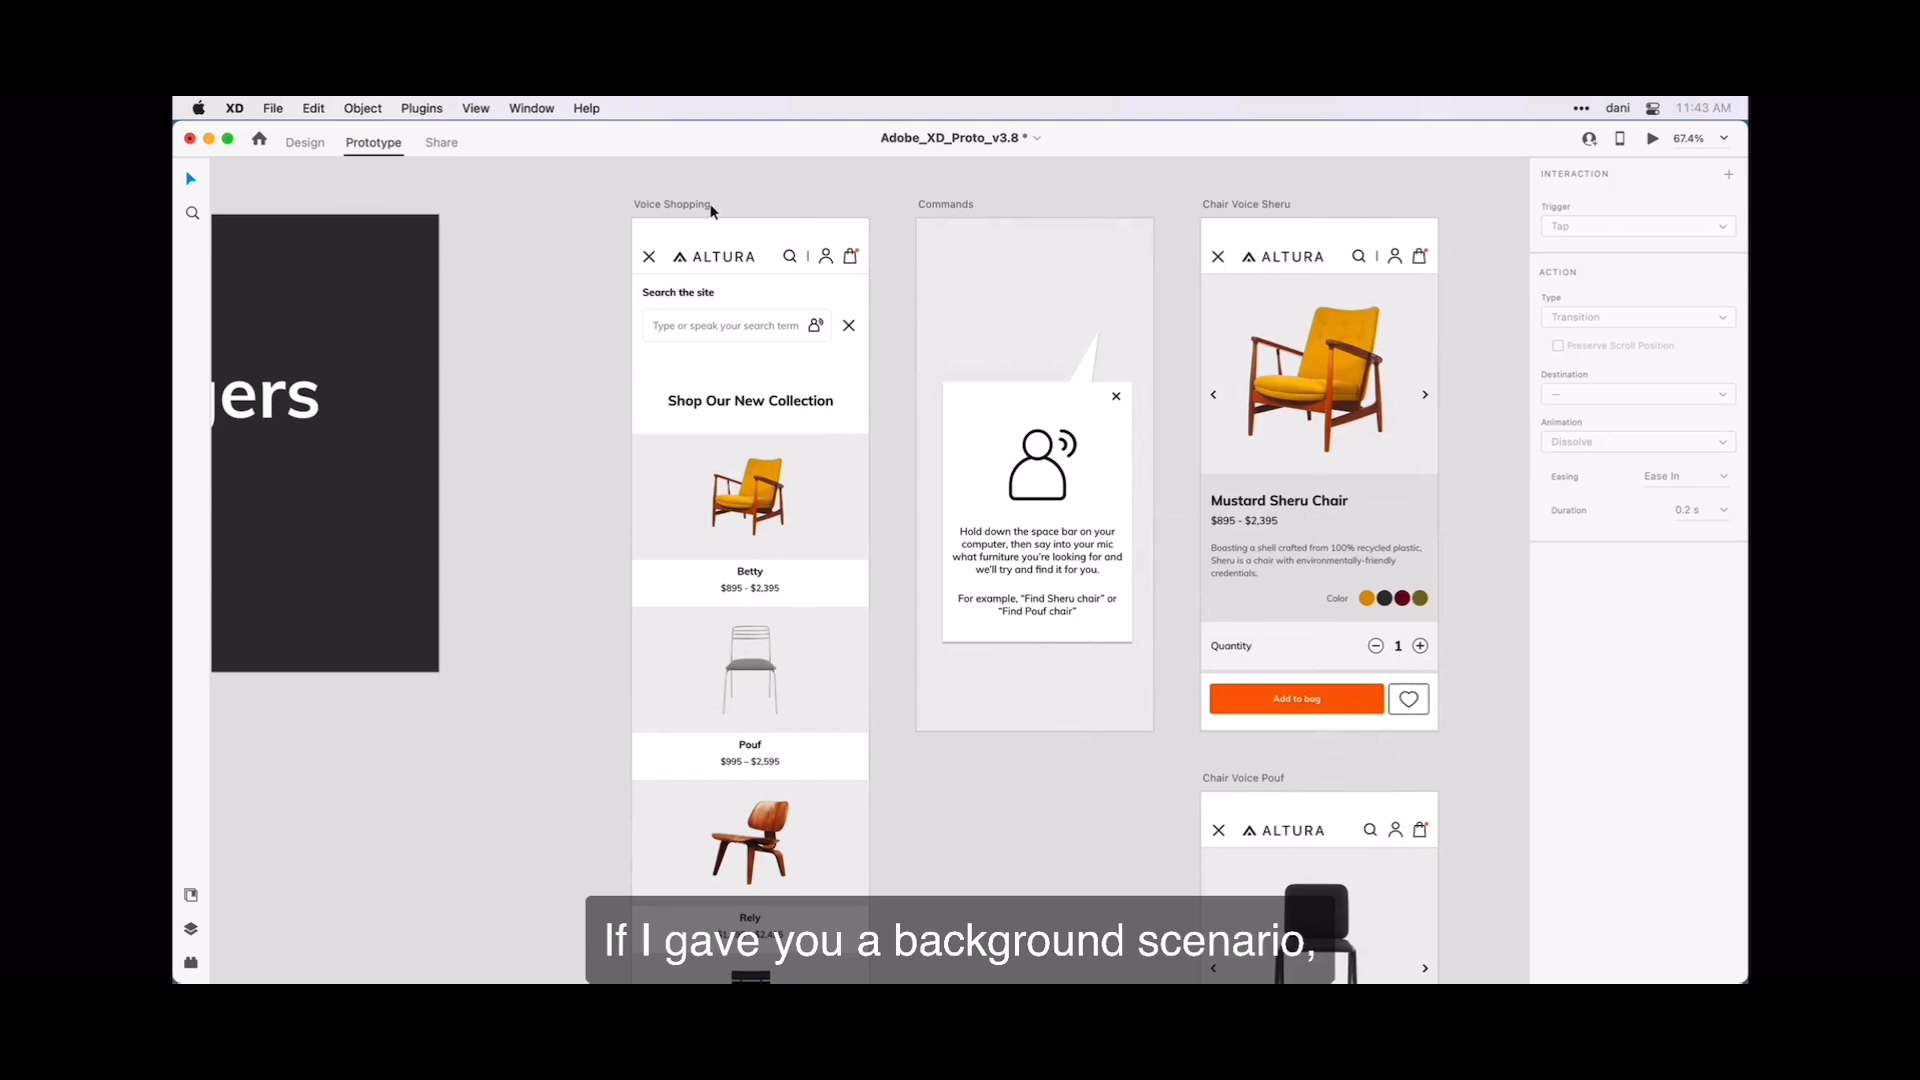 XD File Edit Object Plugins View Window Help
dani 11:43 AM
Design Prototype Share
Adobe_XD_Proto_v3.8 *
67.4%
gers
Voice Shopping
ALTURA
Search the site
Type or speak your search term
Shop Our New Collection
Betty
$895 - $2,395
Pouf
$995 – $2,595
Rely
Commands
Hold down the space bar on your
computer, then say into your mic
what furniture you're looking for and
we'll try and find it for you.
For example, "Find Sheru chair" or
"Find Pouf chair"
Chair Voice Sheru
ALTURA
Mustard Sheru Chair
$895 - $2,395
Boasting a shell crafted from 100% recycled plastic,
Sheru is a chair with environmentally-friendly
credentials.
Color
Quantity
1
Add to bag
Chair Voice Pouf
ALTURA
INTERACTION
Trigger
Tap
ACTION
Type
Transition
Preserve Scroll Position
Destination
—
Animation
Dissolve
Easing Ease In
Duration 0.2 s
If I gave you a background scenario,